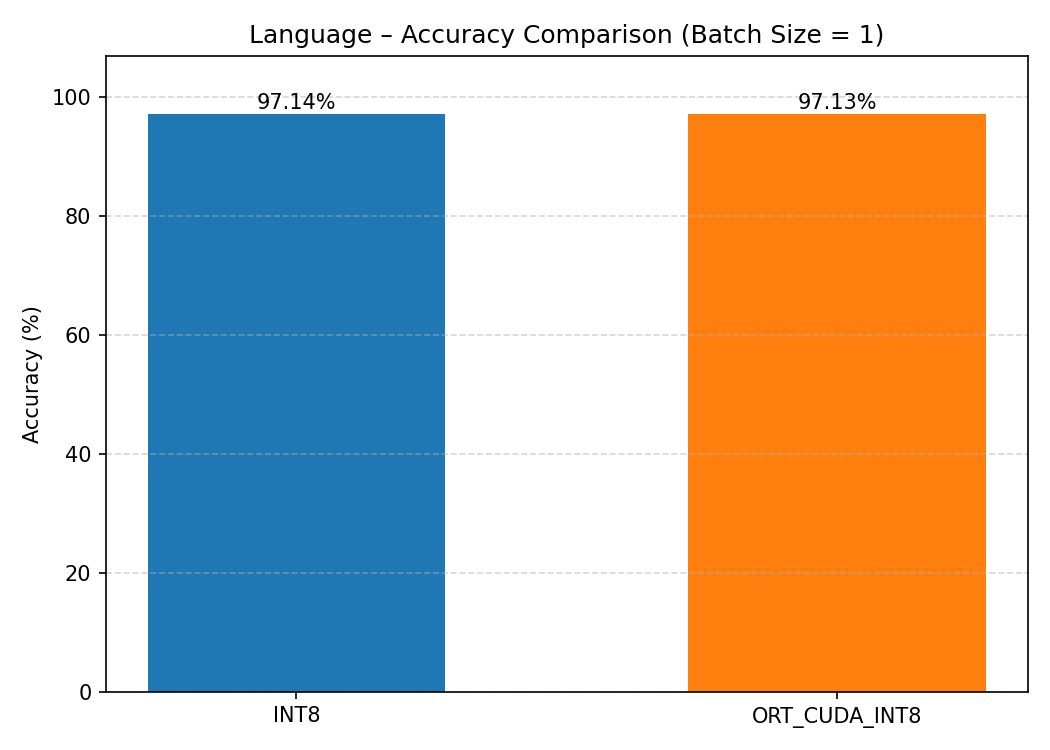 Language – Accuracy Comparison (Batch Size = 1)
Accuracy (%)
100
80
60
40
20
0
97.14%
97.13%
INT8
ORT_CUDA_INT8